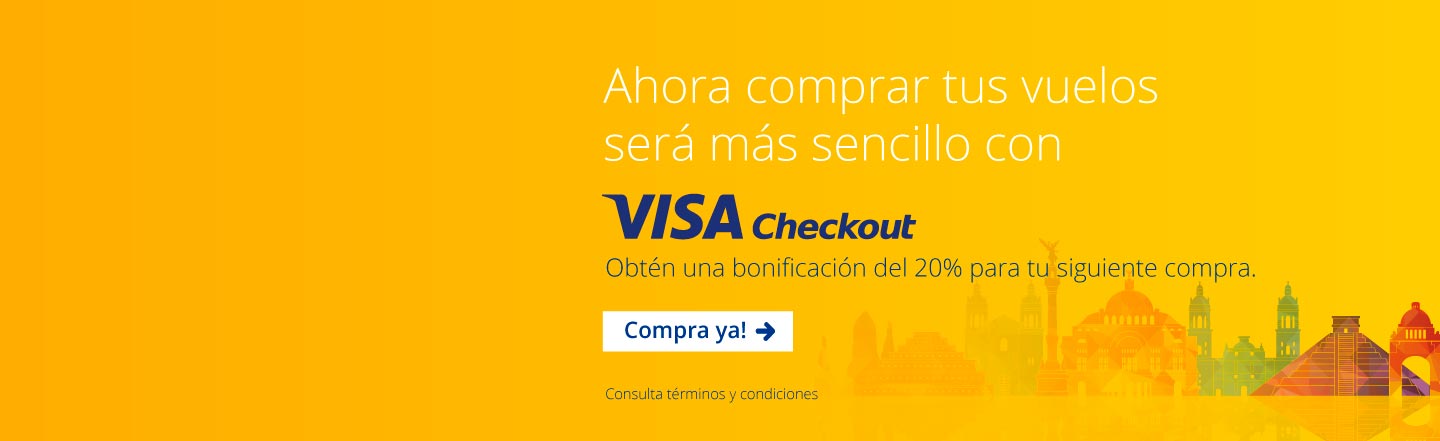 Ahora comprar tus vuelos
será más sencillo con
VISA Checkout
Obtén una bonificación del 20% para tu siguiente compra.
Compra ya!
Consulta términos y condiciones